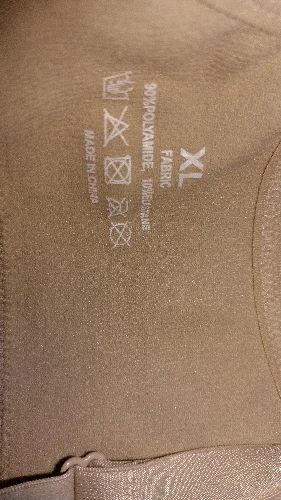 XL
FABRIC
90%POLYAMIDE, 10%ELASTANE
MADE IN CHINA